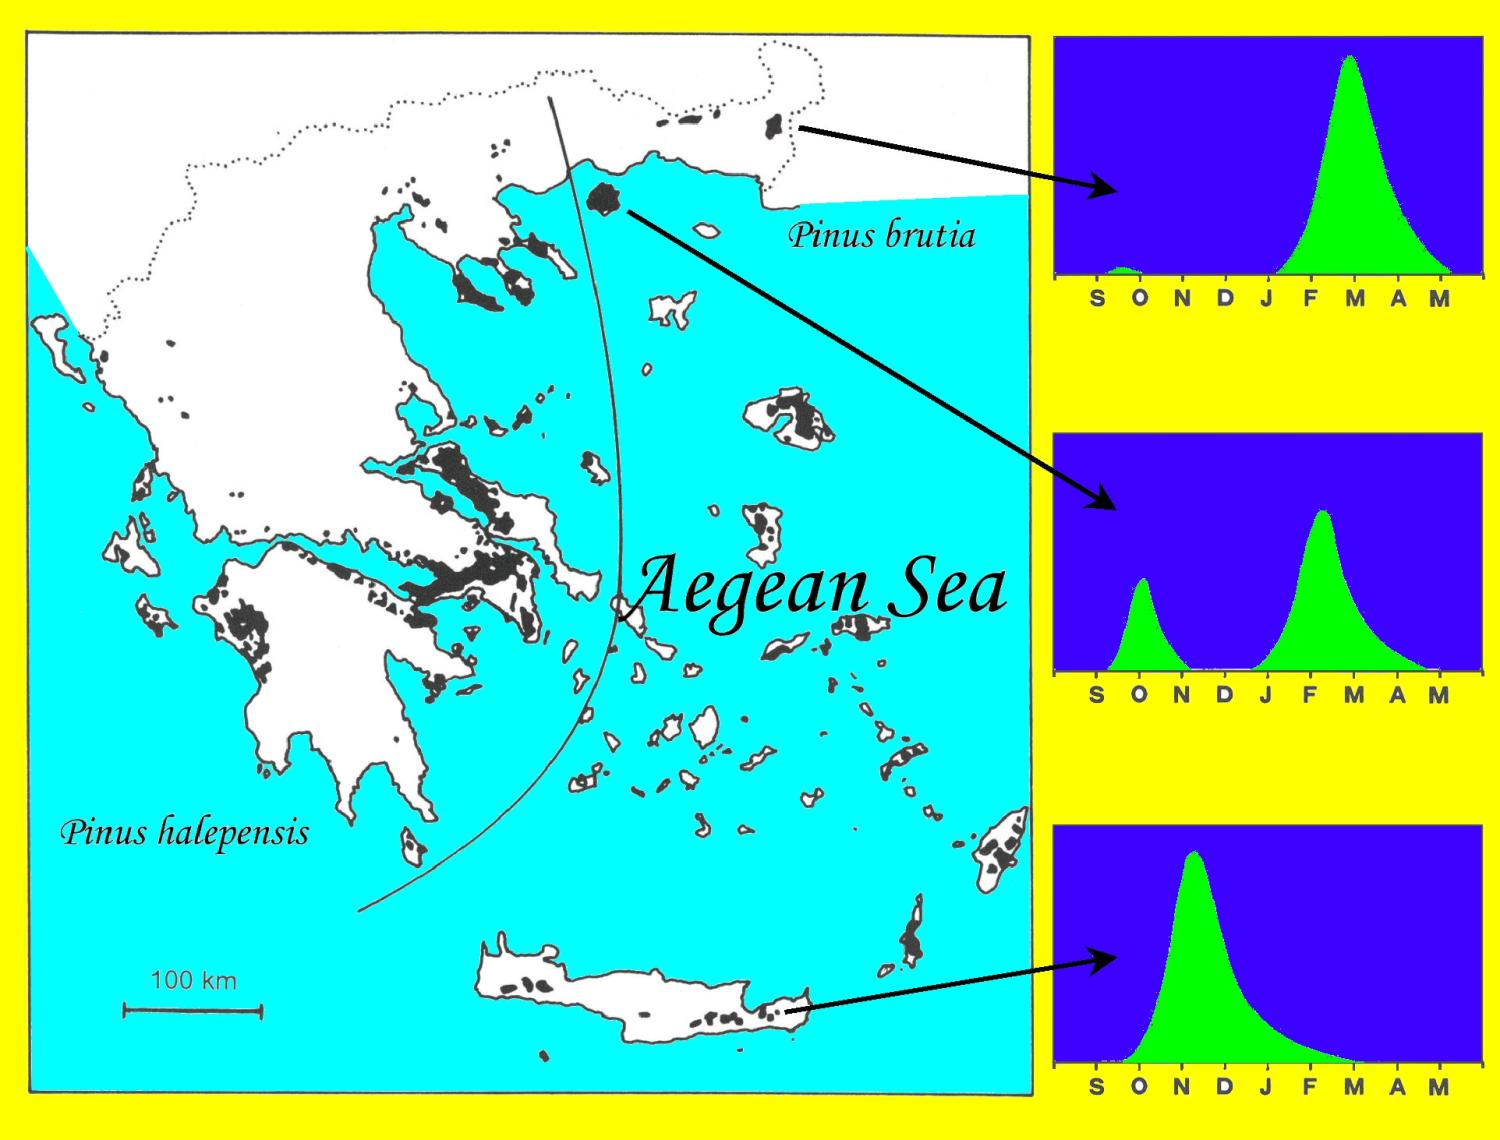 S O N D J F M A M
Pinus brutia
S O N D J F M A M
Aegean Sea
Pinus halepensis
100 km
S O N D J F M A M